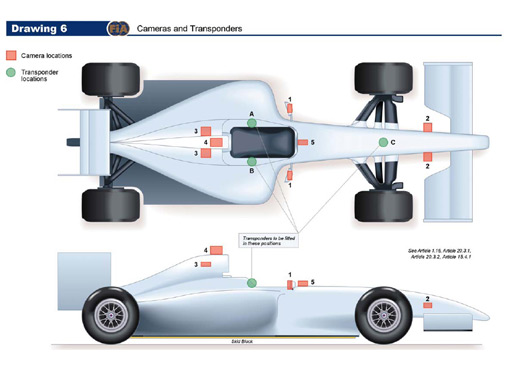 Drawing 6
FIA
Cameras and Transponders
Camera locations
Transponder
locations
A
1
2
3
4
5
C
3
B
2
1
Transponders to be fitted
in these positions
See Article 1.16, Article 20.3.1,
Article 20.3.2, Article 15.4.1
4
3
1
5
2
Skid Block